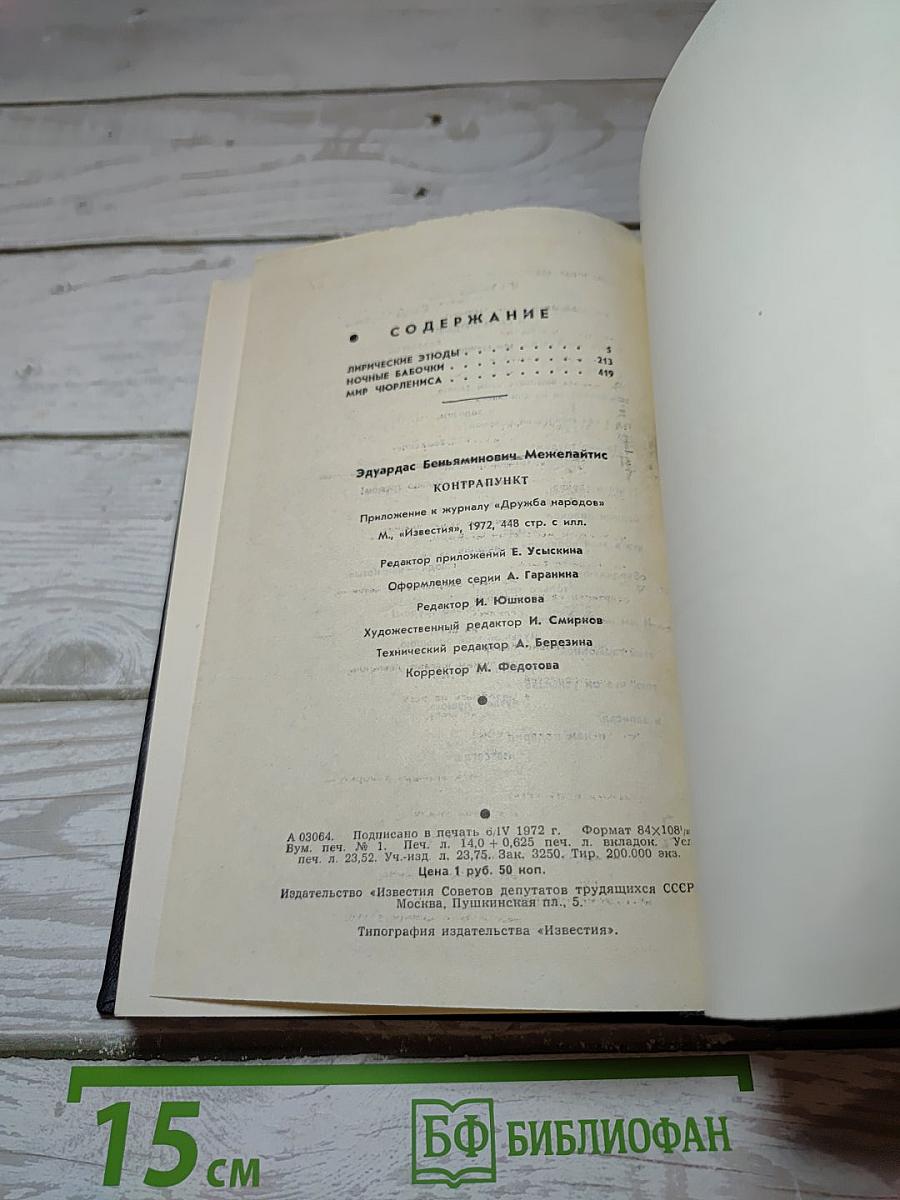 СОДЕРЖАНИЕ
ЛИРИЧЕСКИЕ ЭТЮДЫ . . . . . . . . . 5
НОЧНЫЕ БАБОЧКИ . . . . . . . . . . 213
МИР ЧЮРЛЕНИСА . . . . . . . . . . 419
Эдуардас Беньяминович Межелайтис
КОНТРАПУНКТ
Приложение к журналу «Дружба народов»
М., «Известия», 1972, 448 стр. с илл.
Редактор приложений Е. Усыскина
Оформление серии А. Гаранина
Редактор И. Юшкова
Художественный редактор И. Смирнов
Технический редактор А. Березина
Корректор М. Федотова
А 03064. Подписано в печать 6/IV 1972 г. Формат 84×108¹/
Бум. печ. № 1. Печ. л. 14,0 + 0,625 печ. л. вкладок. Усл
печ. л. 23,52. Уч.-изд. л. 23,75. Зак. 3250. Тир. 200.000 экз.
Цена 1 руб. 50 коп.
Издательство «Известия Советов депутатов трудящихся СССР
Москва, Пушкинская пл., 5.
Типография издательства «Известия».
15 см
БФ БИБЛИОФАН